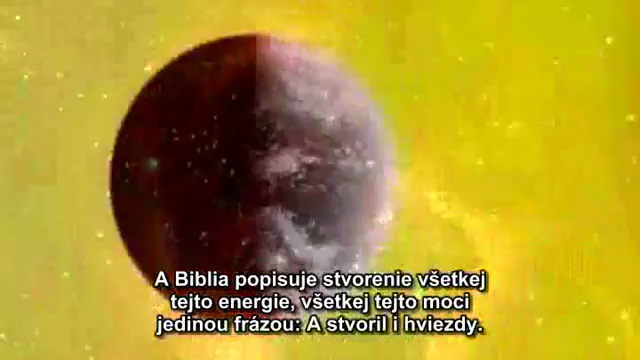 A Biblia popisuje stvorenie všetkej
tejto energie, všetkej tejto moci
jedinou frázou: A stvoril i hviezdy.